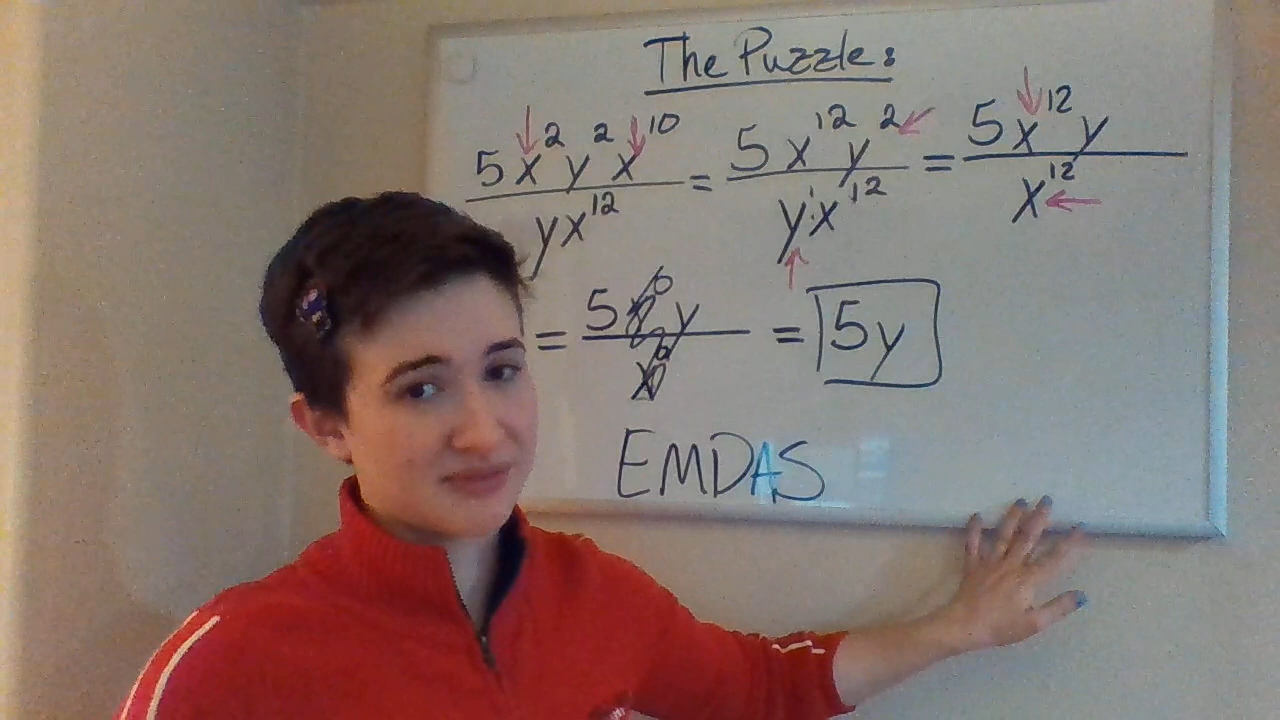 The Puzzle:
5x²y²x¹⁰/yx¹² = 5x¹²y²/y¹x¹² = 5x¹²y/x¹²
= 5x⁰y/x⁰ = 5y
EMDAS